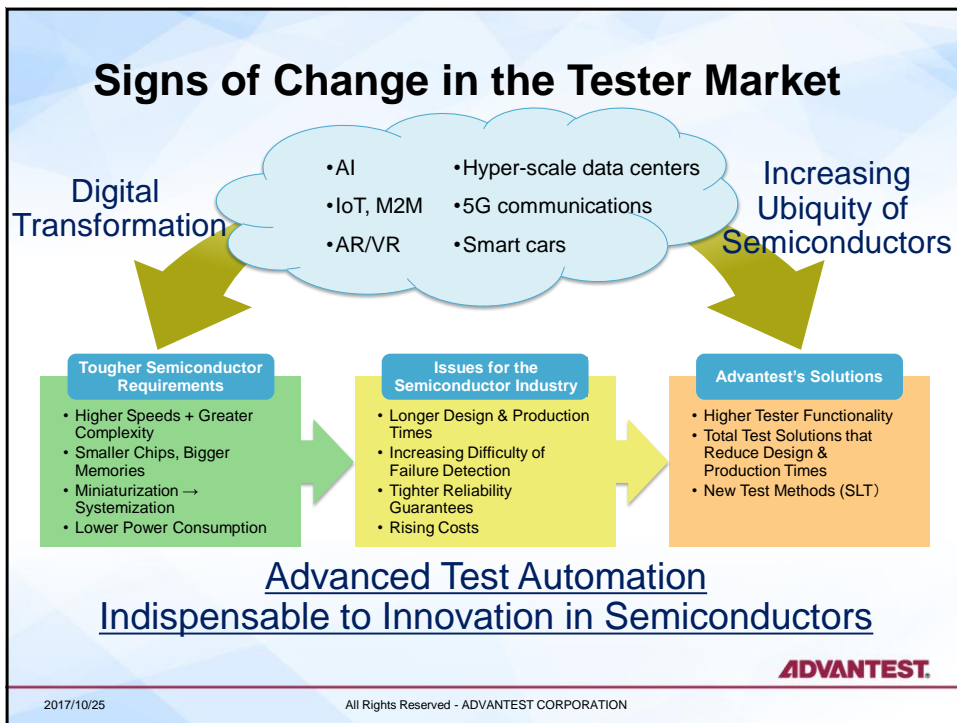 Signs of Change in the Tester Market
•AI
•IoT, M2M
•AR/VR
•Hyper-scale data centers
•5G communications
•Smart cars
Digital
Transformation
Increasing
Ubiquity of
Semiconductors
Tougher Semiconductor
Requirements
• Higher Speeds + Greater
Complexity
• Smaller Chips, Bigger
Memories
• Miniaturization →
Systemization
• Lower Power Consumption
Issues for the
Semiconductor Industry
• Longer Design & Production
Times
• Increasing Difficulty of
Failure Detection
• Tighter Reliability
Guarantees
• Rising Costs
Advantest's Solutions
• Higher Tester Functionality
• Total Test Solutions that
Reduce Design &
Production Times
• New Test Methods (SLT）
Advanced Test Automation
Indispensable to Innovation in Semiconductors
ADVANTEST.
2017/10/25
All Rights Reserved - ADVANTEST CORPORATION